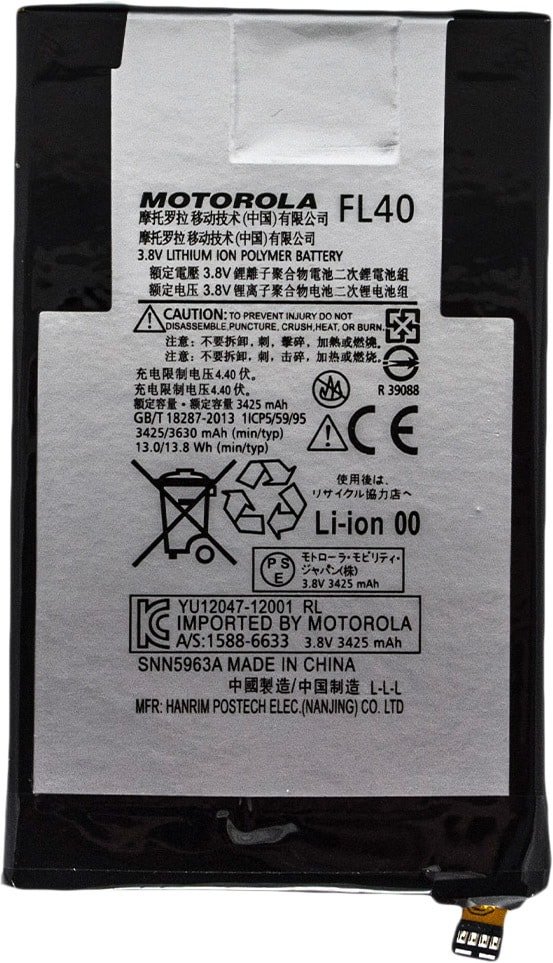 MOTOROLA FL40
摩托罗拉移动技术(中国)有限公司
摩托罗拉移动技术(中国)有限公司
3.8V LITHIUM ION POLYMER BATTERY
額定電壓 3.8V鋰離子聚合物電池二次鋰電池組
额定电压 3.8V锂离子聚合物电池二次锂电池组
CAUTION: TO PREVENT INJURY DO NOT
DISASSEMBLE,PUNCTURE, CRUSH,HEAT, OR BURN.
注意: 不要拆卸, 刺, 擊碎, 加熱或燃燒。
注意: 不要拆卸, 刺, 击碎, 加热或燃烧。
充电限制电压4.40 伏。
充电限制电压4.40 伏。
R 39088
额定容量·額定容量 3425 mAh
GB/T 18287-2013 1ICP5/59/95
3425/3630 mAh (min/typ)
13.0/13.8 Wh (min/typ)
CE
使用後は、
リサイクル協力店へ
Li-ion 00
PSE
モトローラ・モビリティ・
ジャパン(株)
3.8V 3425 mAh
YU12047-12001 RL
IMPORTED BY MOTOROLA
A/S:1588-6633 3.8V 3425 mAh
SNN5963A MADE IN CHINA
中國製造/中国制造 L-L-L
MFR: HANRIM POSTECH ELEC.(NANJING) CO. LTD